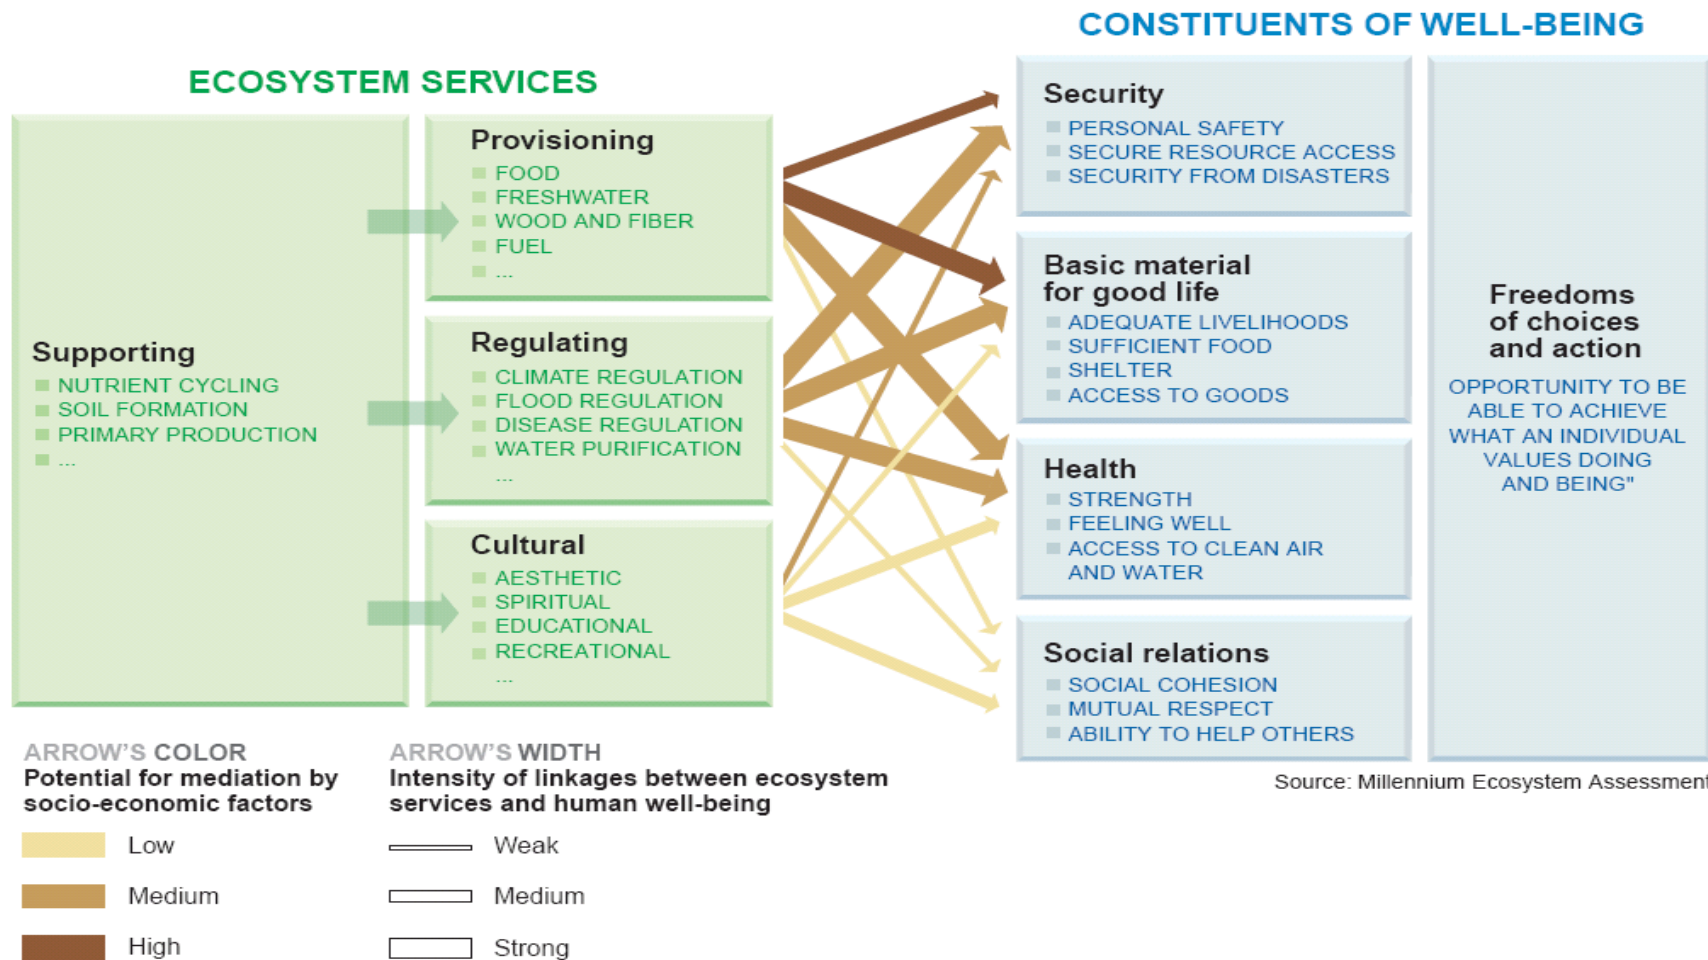 CONSTITUENTS OF WELL-BEING
ECOSYSTEM SERVICES
Supporting
NUTRIENT CYCLING
SOIL FORMATION
PRIMARY PRODUCTION
...
Provisioning
FOOD
FRESHWATER
WOOD AND FIBER
FUEL
...
Regulating
CLIMATE REGULATION
FLOOD REGULATION
DISEASE REGULATION
WATER PURIFICATION
...
Cultural
AESTHETIC
SPIRITUAL
EDUCATIONAL
RECREATIONAL
...
Security
PERSONAL SAFETY
SECURE RESOURCE ACCESS
SECURITY FROM DISASTERS
Basic material
for good life
ADEQUATE LIVELIHOODS
SUFFICIENT FOOD
SHELTER
ACCESS TO GOODS
Health
STRENGTH
FEELING WELL
ACCESS TO CLEAN AIR
AND WATER
Social relations
SOCIAL COHESION
MUTUAL RESPECT
ABILITY TO HELP OTHERS
Freedoms
of choices
and action
OPPORTUNITY TO BE
ABLE TO ACHIEVE
WHAT AN INDIVIDUAL
VALUES DOING
AND BEING"
Source: Millennium Ecosystem Assessment
ARROW'S COLOR
Potential for mediation by
socio-economic factors
Low
Medium
High
ARROW'S WIDTH
Intensity of linkages between ecosystem
services and human well-being
Weak
Medium
Strong